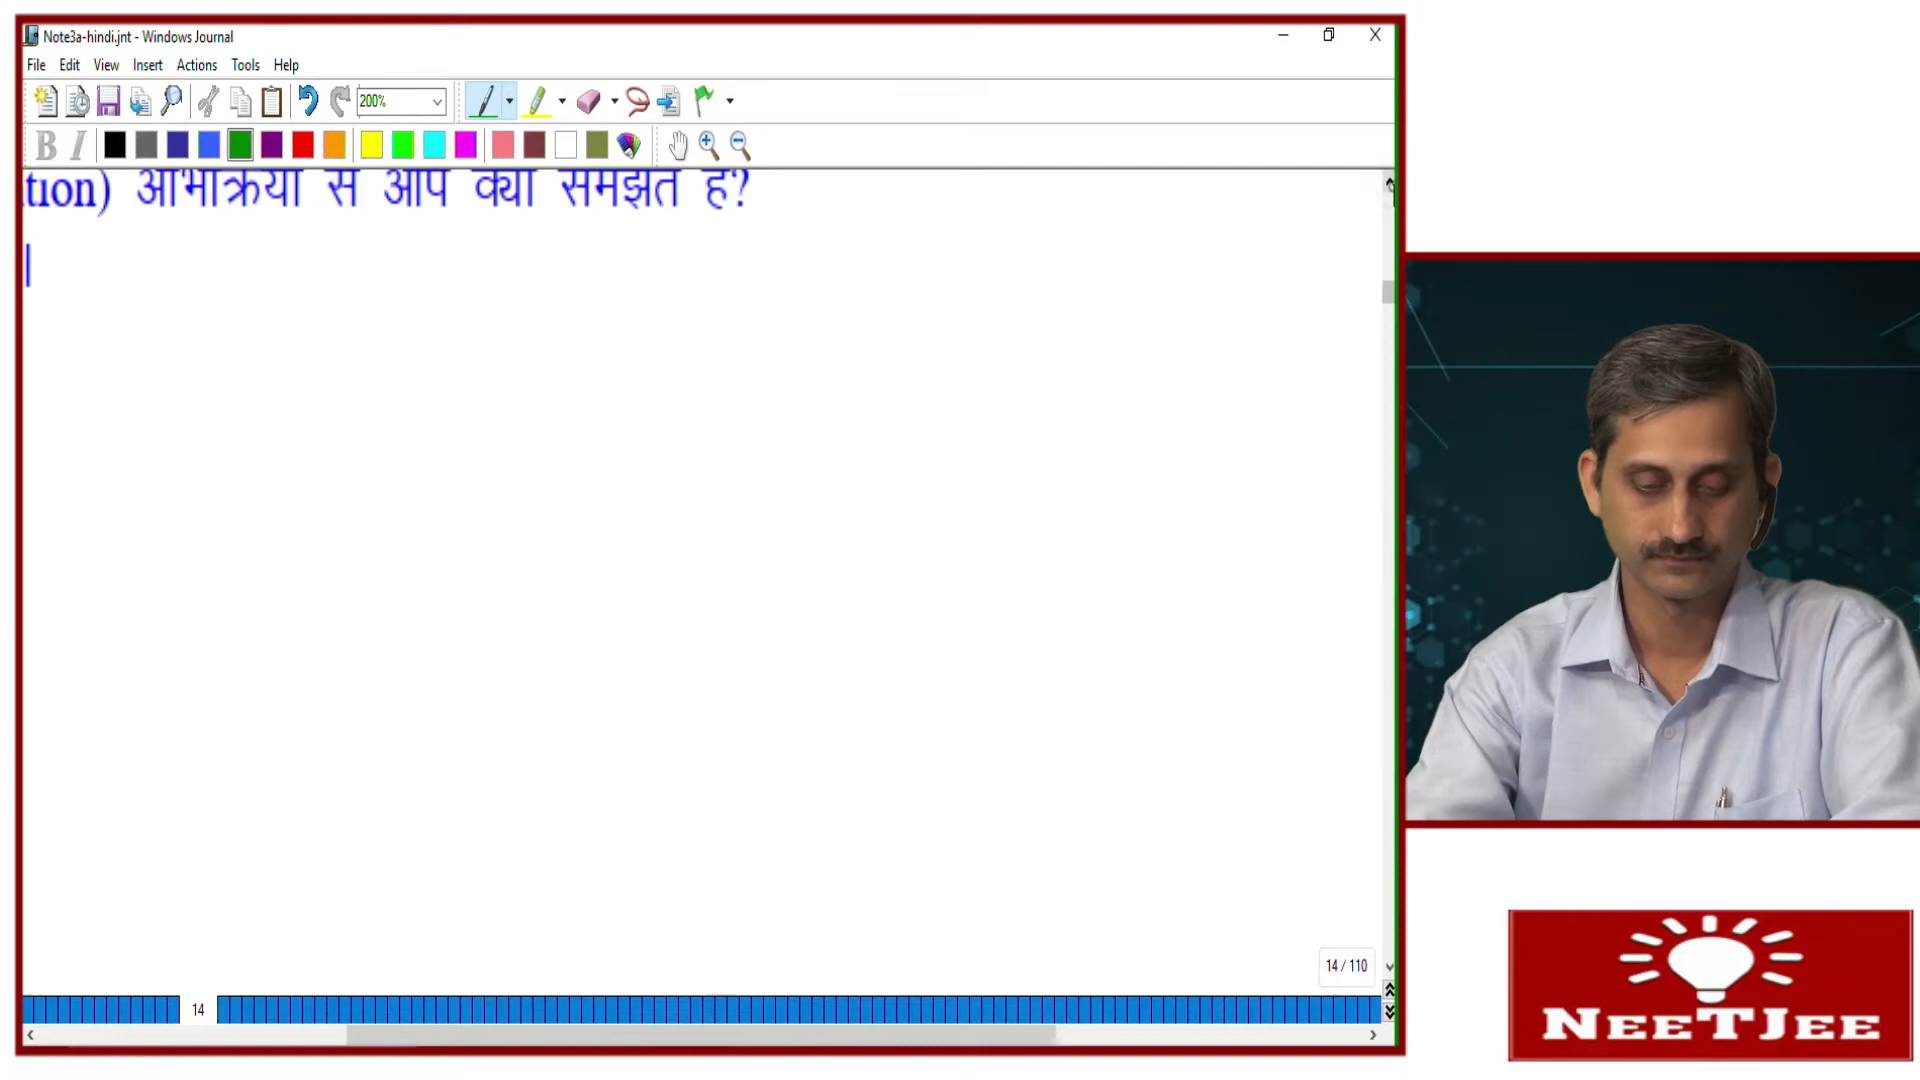 Note3a-hindi.jnt - Windows Journal
File Edit View Insert Actions Tools Help
200%
B I
tion) अभिक्रिया से आप क्या समझते हैं?
|
14 / 110
14
NEETJEE